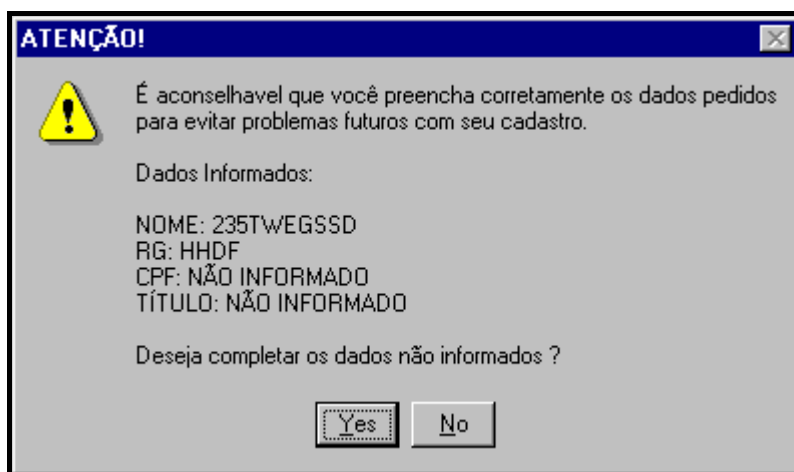 ATENÇÃO!
É aconselhavel que você preencha corretamente os dados pedidos
para evitar problemas futuros com seu cadastro.
Dados Informados:
NOME: 235TWEGSSD
RG: HHDF
CPF: NÃO INFORMADO
TÍTULO: NÃO INFORMADO
Deseja completar os dados não informados ?
Yes No